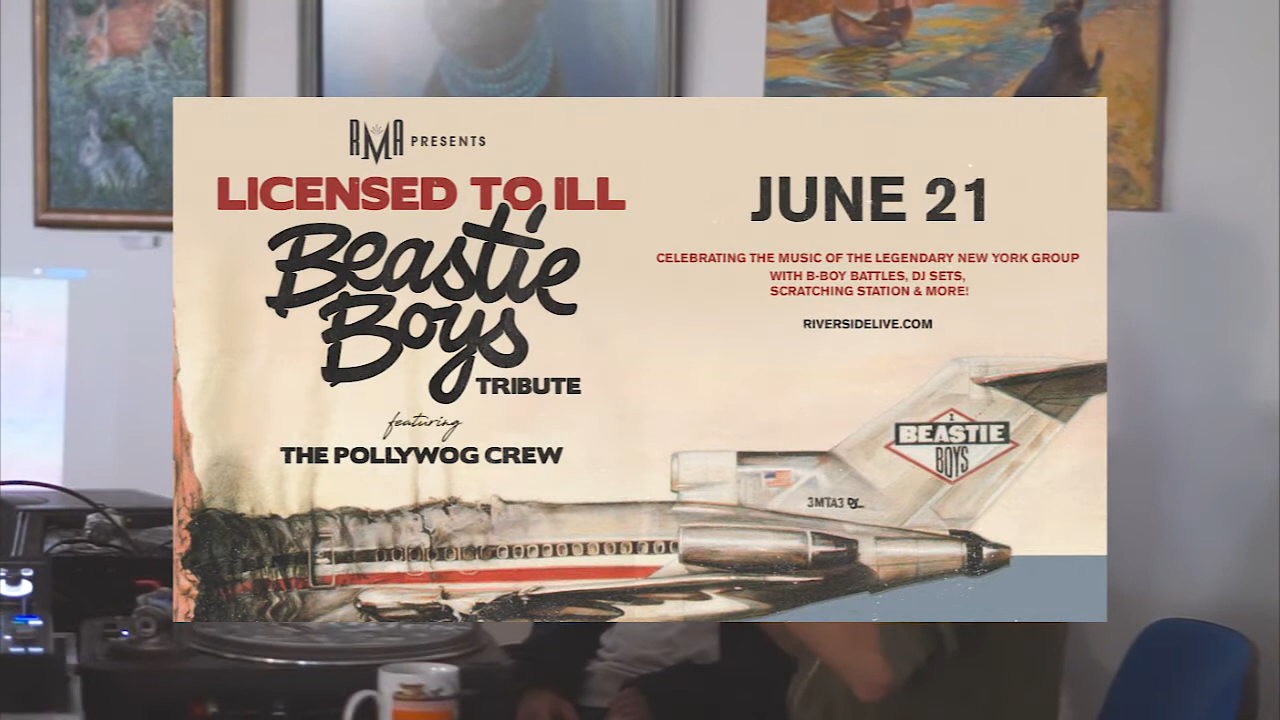 RMA PRESENTS
LICENSED TO ILL
Beastie
Boys
TRIBUTE
featuring
THE POLLYWOG CREW
JUNE 21
CELEBRATING THE MUSIC OF THE LEGENDARY NEW YORK GROUP
WITH B-BOY BATTLES, DJ SETS,
SCRATCHING STATION & MORE!
RIVERSIDELIVE.COM
1
BEASTIE
BOYS
3MTA3